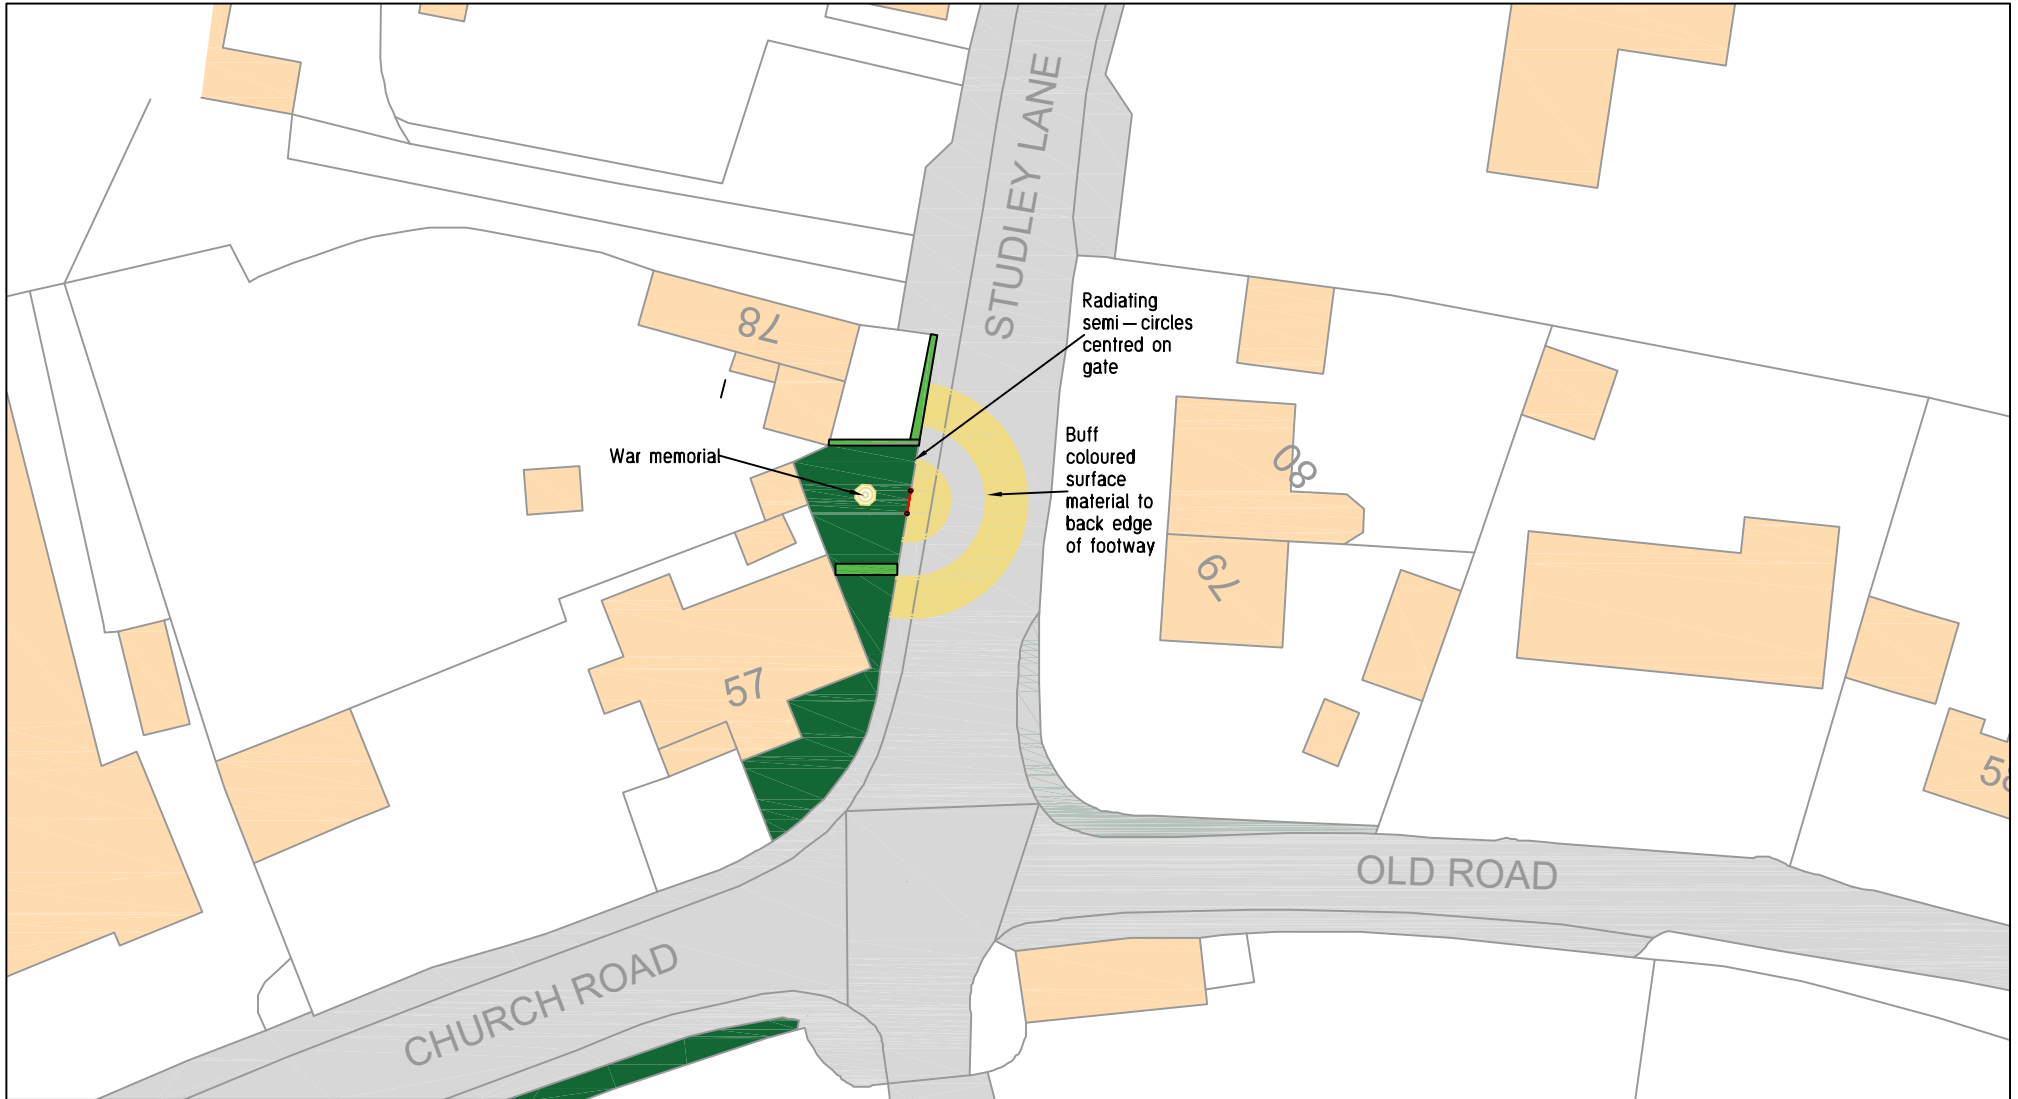 STUDLEY LANE
Radiating
semi-circles
centred on
gate
78
Buff
coloured
surface
material to
back edge
of footway
War memorial
80
79
57
58
OLD ROAD
CHURCH ROAD